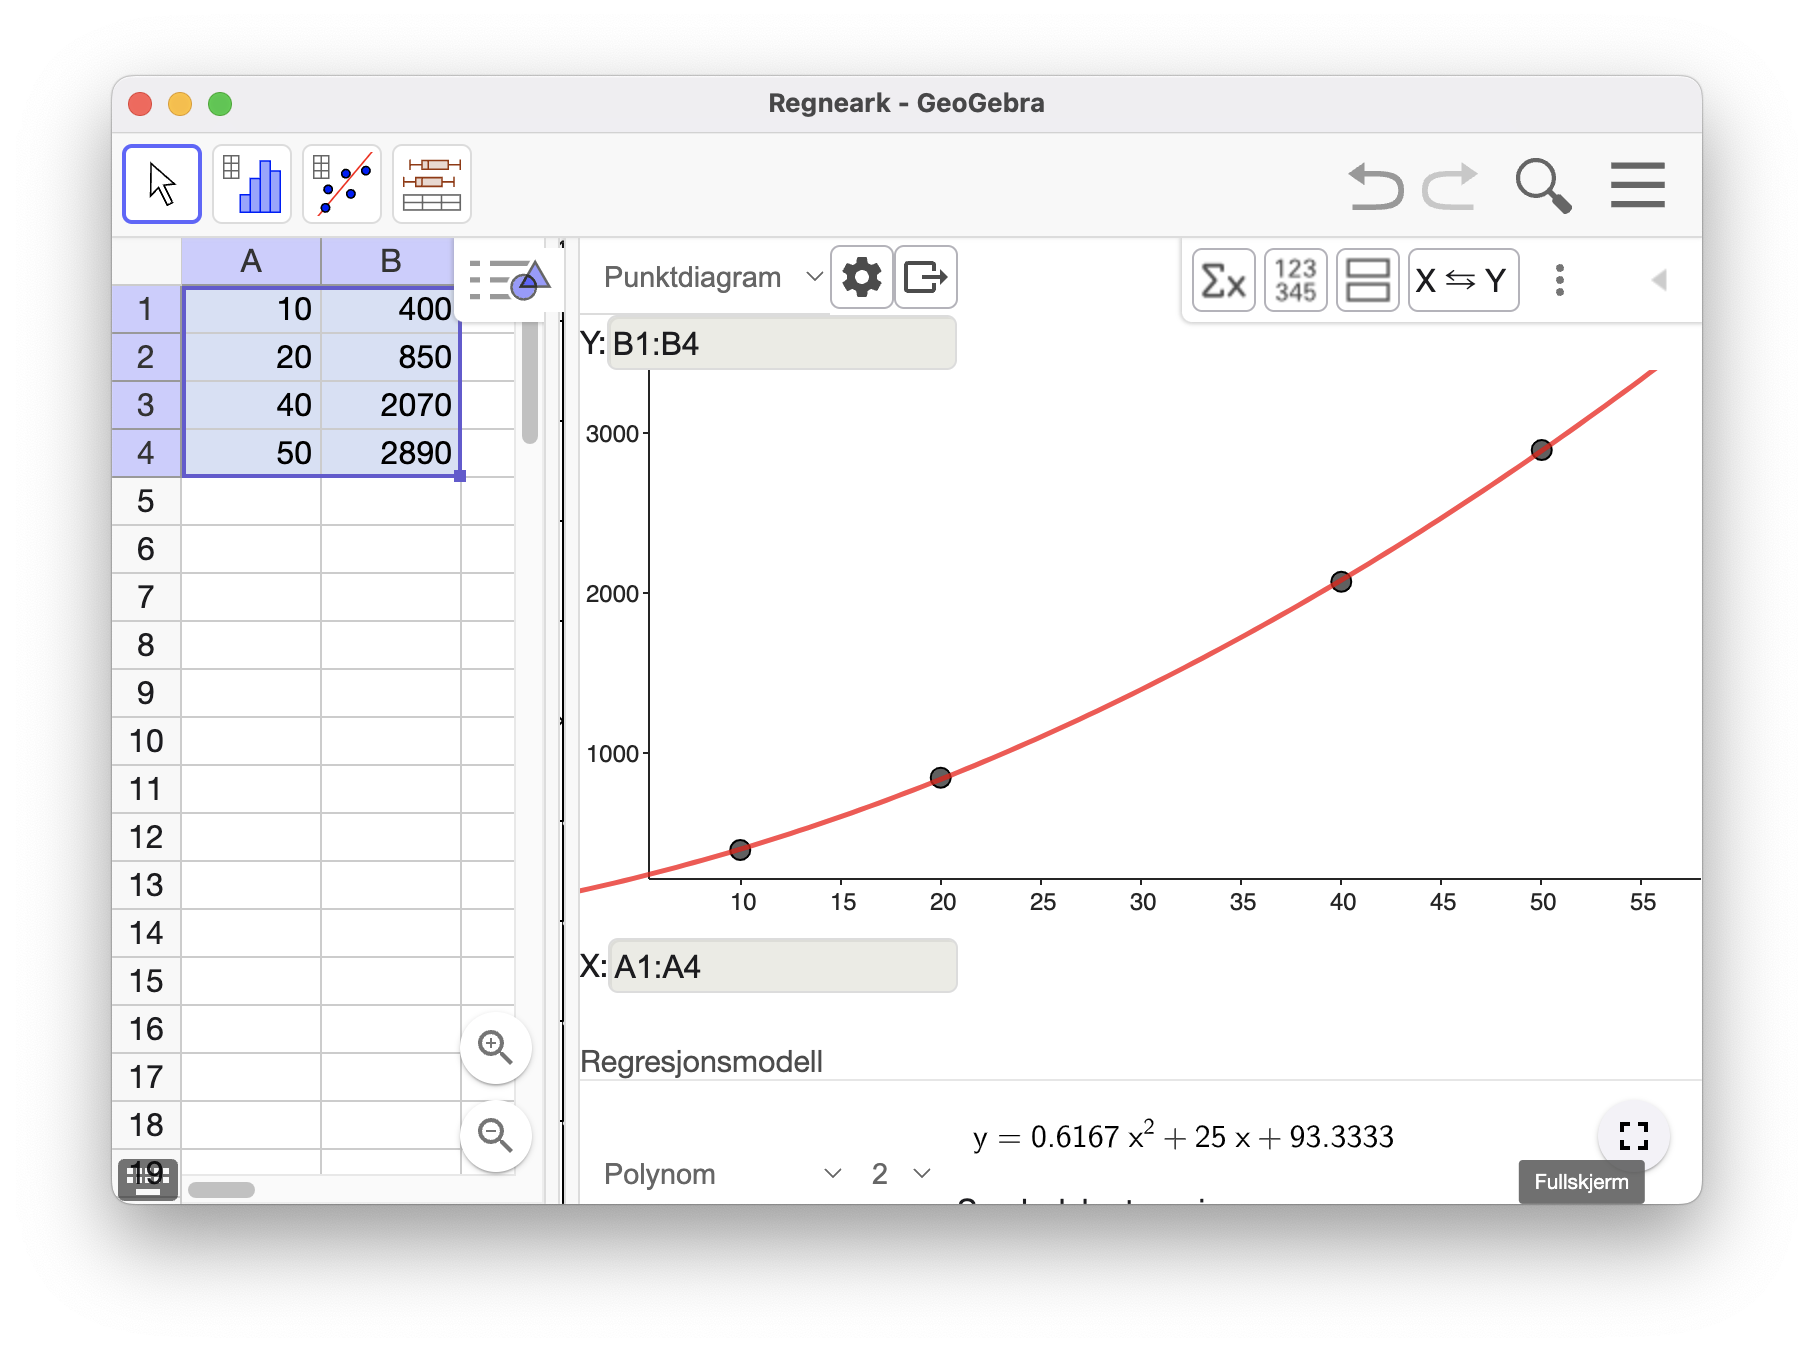 Regneark - GeoGebra
A B
1 10 400
2 20 850
3 40 2070
4 50 2890
5
6
7
8
9
10
11
12
13
14
15
16
17
18
19
Punktdiagram
Σx
123
345
X ⇆ Y
Y: B1:B4
3000
2000
1000
10 15 20 25 30 35 40 45 50 55
X: A1:A4
Regresjonsmodell
y = 0.6167 x² + 25 x + 93.3333
Polynom 2
Fullskjerm